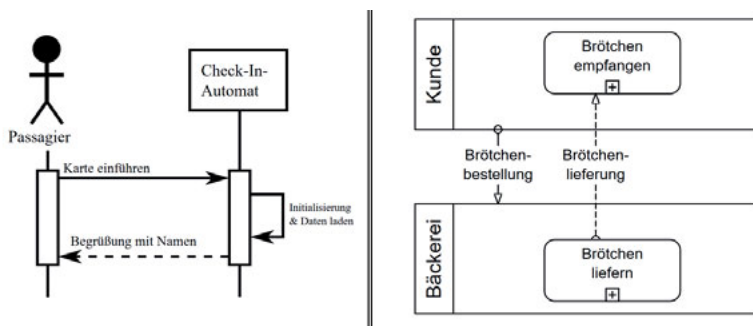 Passagier
Check-In-
Automat
Karte einführen
Initialisierung
& Daten laden
Begrüßung mit Namen
Kunde
Brötchen
empfangen
Brötchen-
bestellung
Brötchen-
lieferung
Bäckerei
Brötchen
liefern